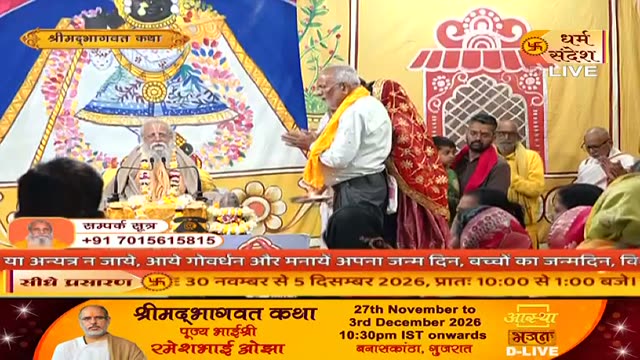 श्रीमद्भागवत कथा
धर्म
संदेश
LIVE
सम्पर्क सूत्र
+91 7015615815
या अन्यत्र न जाये, आये गोवर्धन और मनायें अपना जन्म दिन, बच्चों का जन्मदिन, वि
सीधे प्रसारण
30 नवम्बर से 5 दिसम्बर 2026, प्रातः 10:00 से 1:00 बजे।
श्रीमद्भागवत कथा
पूज्य भाईश्री
रमेशभाई ओझा
27th November to
3rd December 2026
10:30pm IST onwards
बनासकांठा, गुजरात
आस्था
भजन
D-LIVE